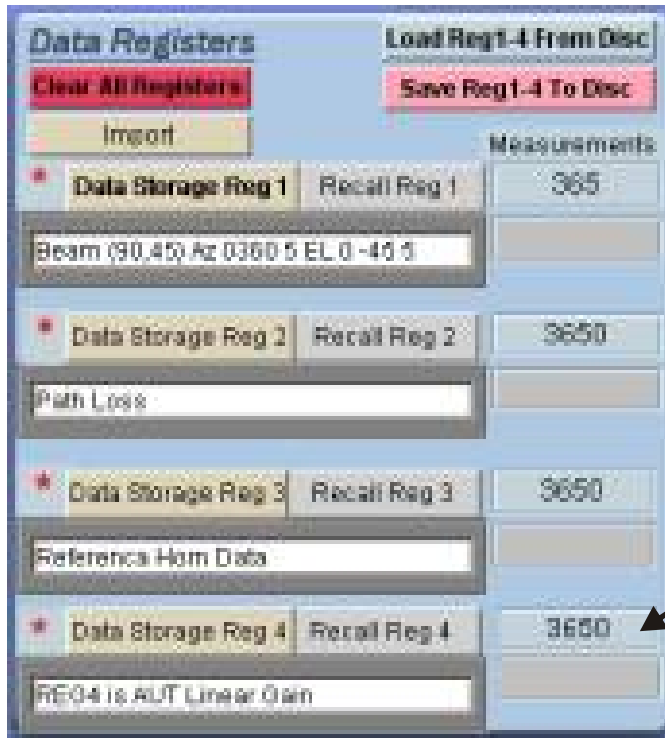 Data Registers
Load Reg1-4 From Disc
Clear All Registers
Save Reg1-4 To Disc
Import
Measurements
* Data Storage Reg 1 Recall Reg 1 365
Beam (90,45) Az 0360 5 EL 0 -45 5
* Data Storage Reg 2 Recall Reg 2 3650
Path Loss
* Data Storage Reg 3 Recall Reg 3 3650
Reference Horn Data
* Data Storage Reg 4 Recall Reg 4 3650
REG4 is AUT Linear Gain